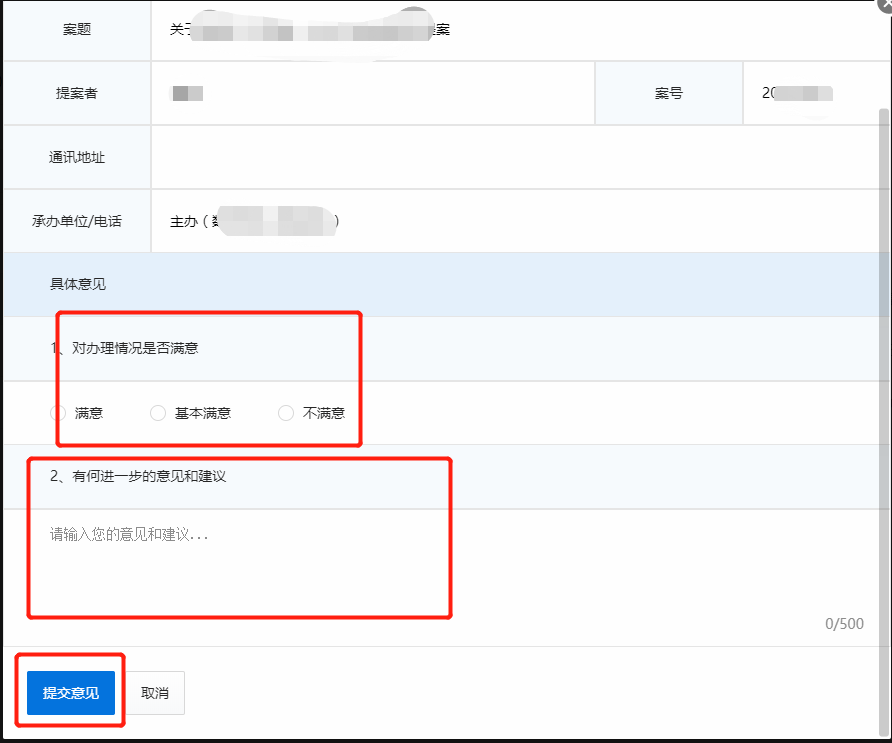 案题 关于 提案
提案者 案号 20
通讯地址
承办单位/电话 主办（数 ）
具体意见
1、对办理情况是否满意
满意 基本满意 不满意
2、有何进一步的意见和建议
请输入您的意见和建议...
0/500
提交意见 取消